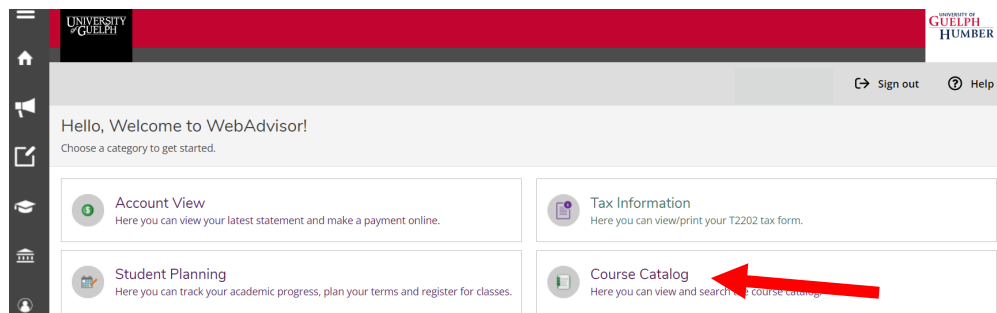 UNIVERSITY
of GUELPH
UNIVERSITY OF
GUELPH
HUMBER
Sign out
Help
Hello, Welcome to WebAdvisor!
Choose a category to get started.
Account View
Here you can view your latest statement and make a payment online.
Tax Information
Here you can view/print your T2202 tax form.
Student Planning
Here you can track your academic progress, plan your terms and register for classes.
Course Catalog
Here you can view and search the course catalog.